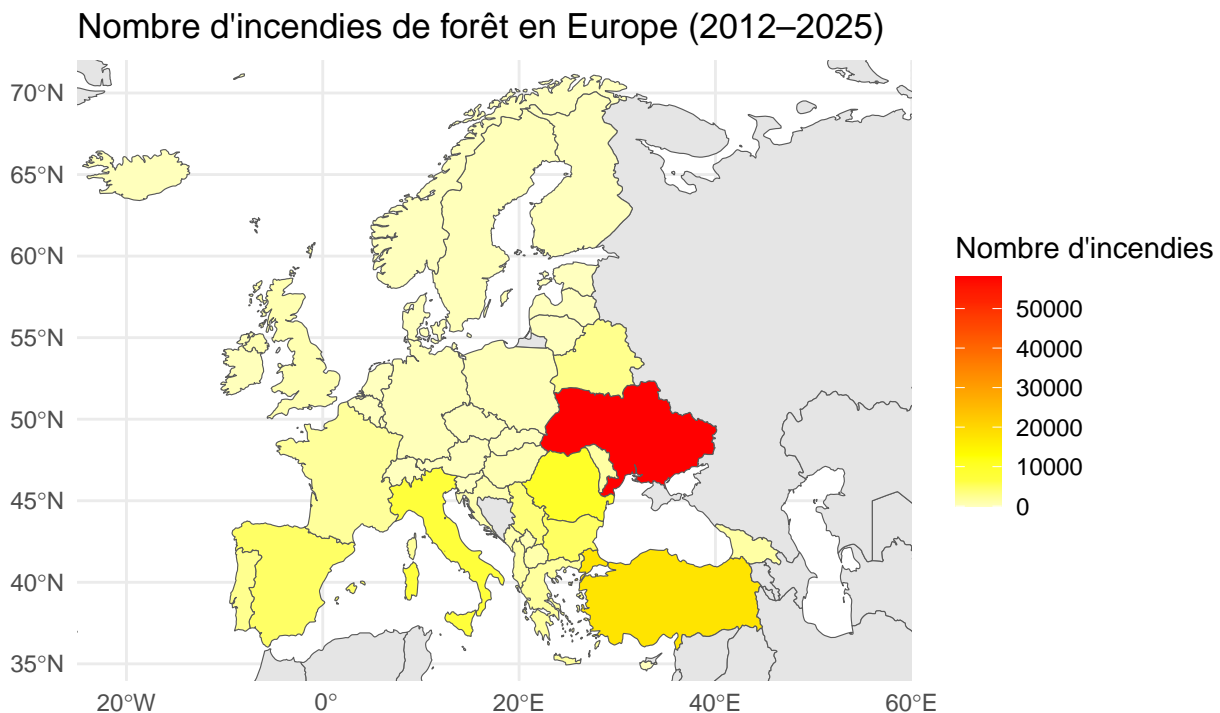 Nombre d'incendies de forêt en Europe (2012–2025)
70°N
65°N
60°N
55°N
50°N
45°N
40°N
35°N
20°W
0°
20°E
40°E
60°E
Nombre d'incendies
50000
40000
30000
20000
10000
0